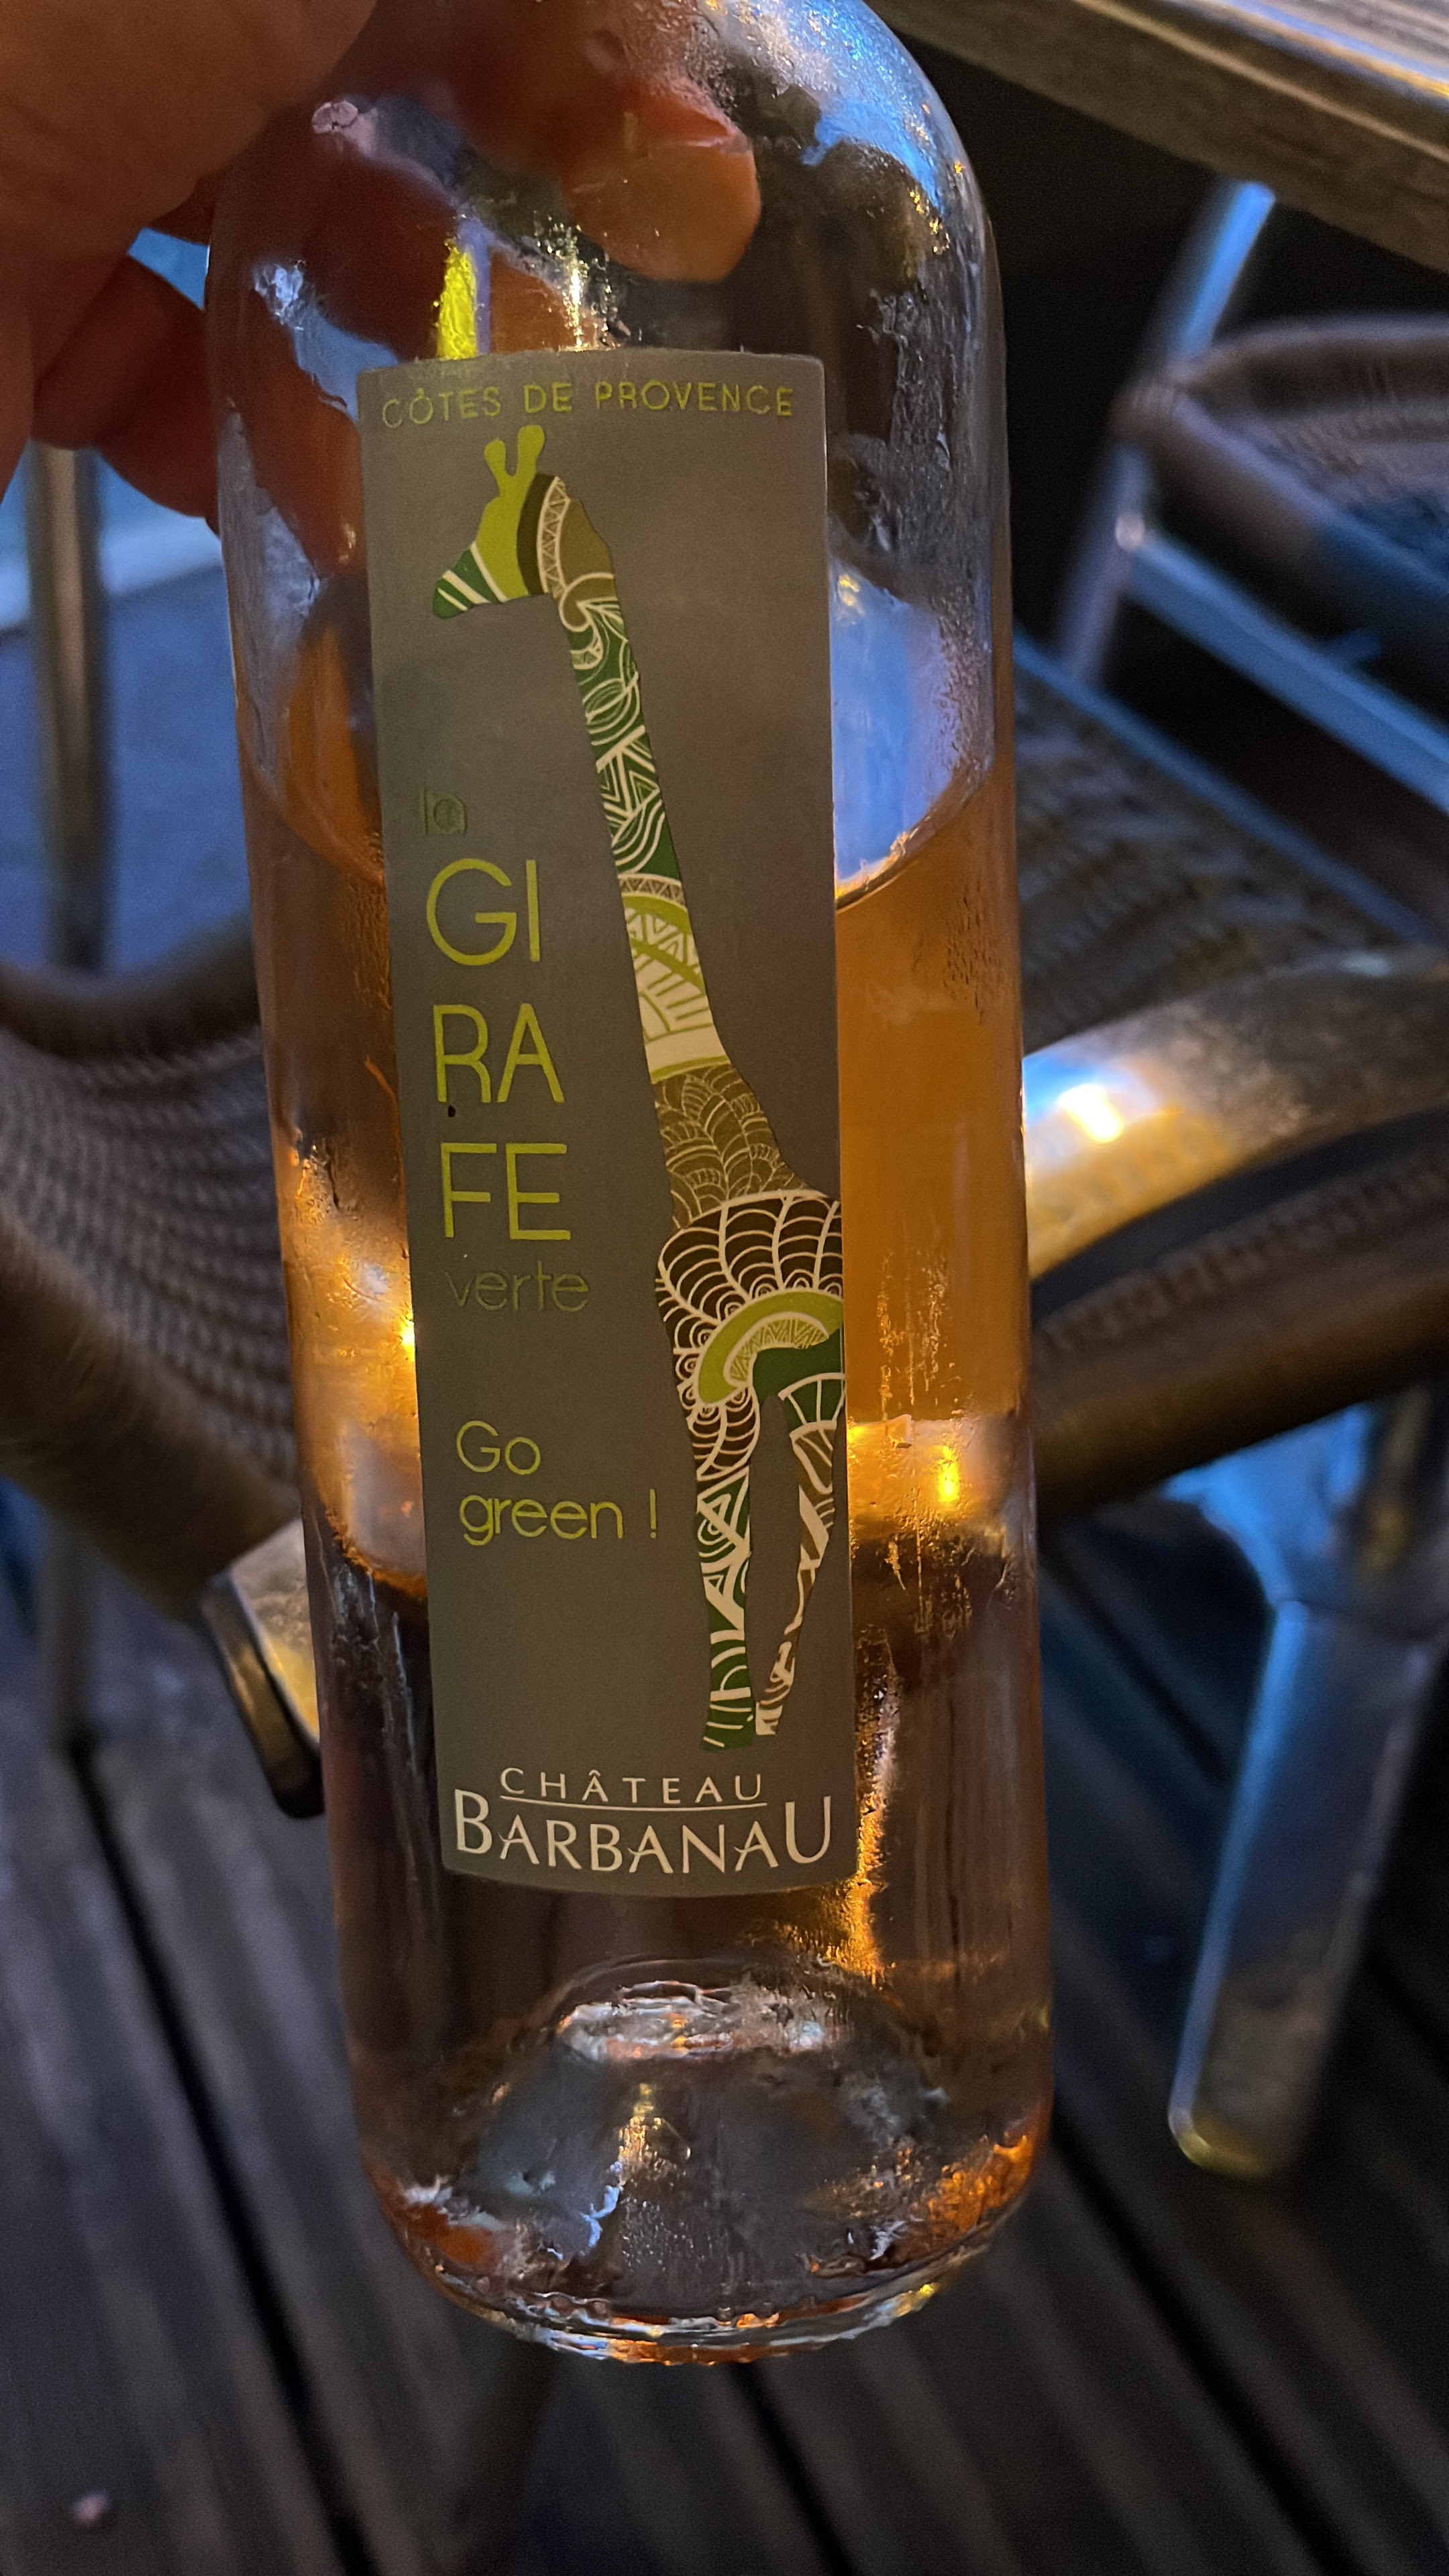 CÔTES DE PROVENCE
la
GI
RA
FE
verte
Go
green !
CHÂTEAU
BARBANAU